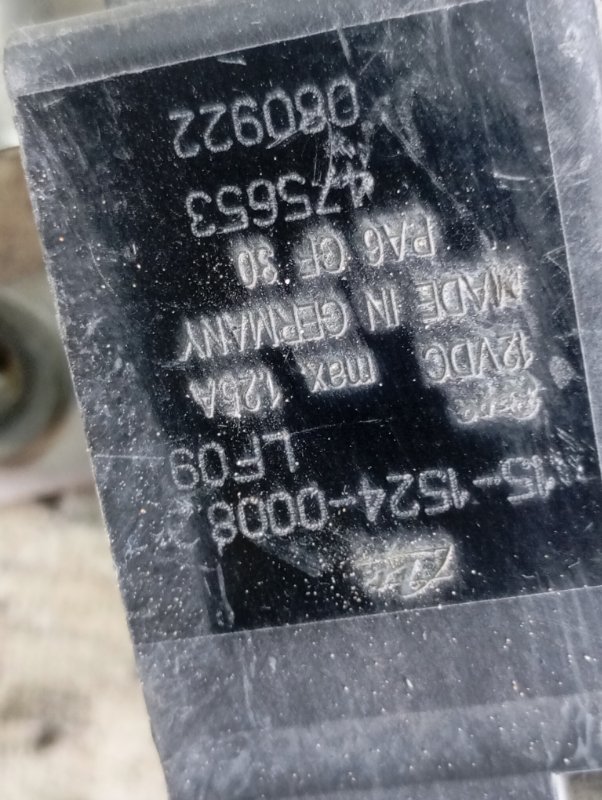 15-1524-0008
LF09
12VDC max. 125A
MADE IN GERMANY
PA6 GF 30
475653
080922